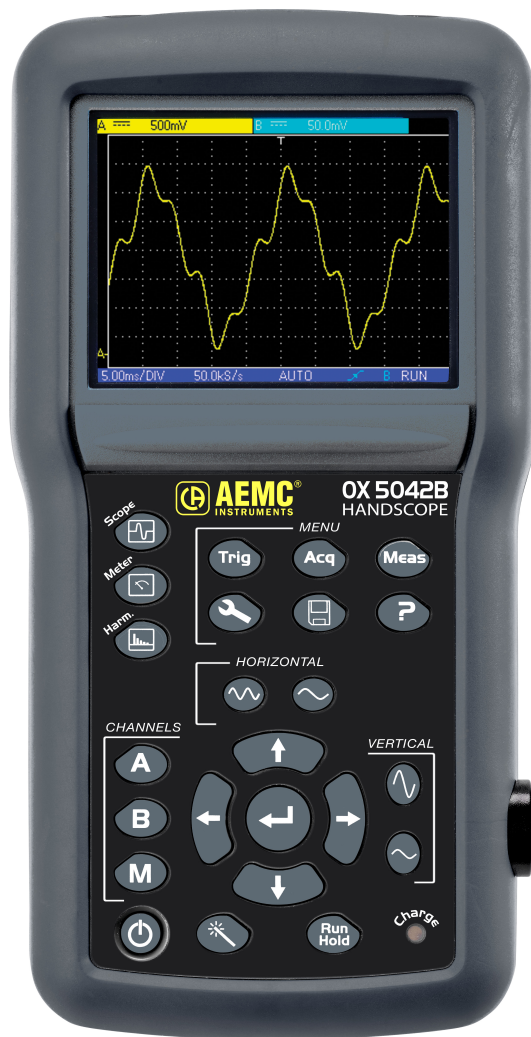 A 500mV B 50.0mV
T
A
5.00ms/DIV 50.0kS/s AUTO B RUN
AEMC® OX 5042B
INSTRUMENTS HANDSCOPE
Scope
MENU
Trig Acq Meas
Meter
?
Harm.
HORIZONTAL
CHANNELS
VERTICAL
A
B
M
Run
Hold
Charge